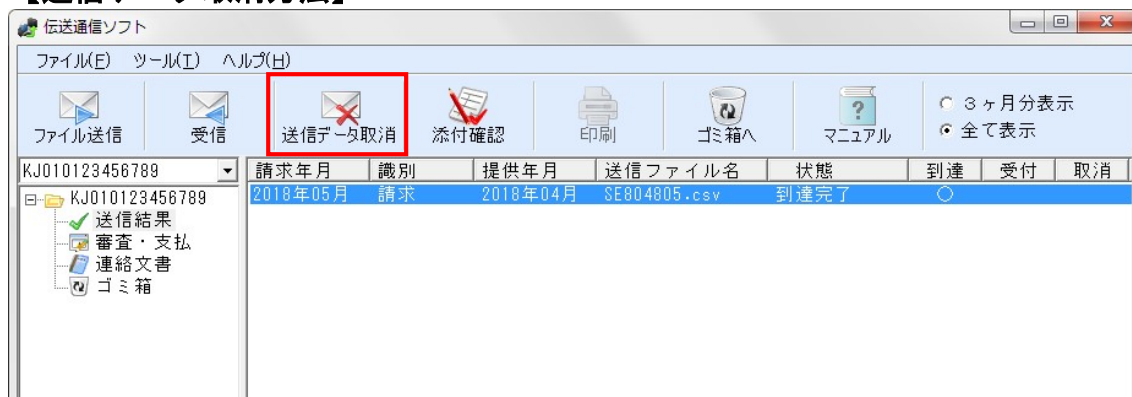 伝送通信ソフト
ファイル(F) ツール(T) ヘルプ(H)
ファイル送信 受信 送信データ取消 添付確認 印刷 ゴミ箱へ マニュアル
3ヶ月分表示
全て表示
KJ0101234567​89
請求年月 識別 提供年月 送信ファイル名 状態 到達 受付 取消
2018年05月 請求 2018年04月 SE804805.csv 到達完了 ○
KJ010123456789
送信結果
審査・支払
連絡文書
ゴミ箱